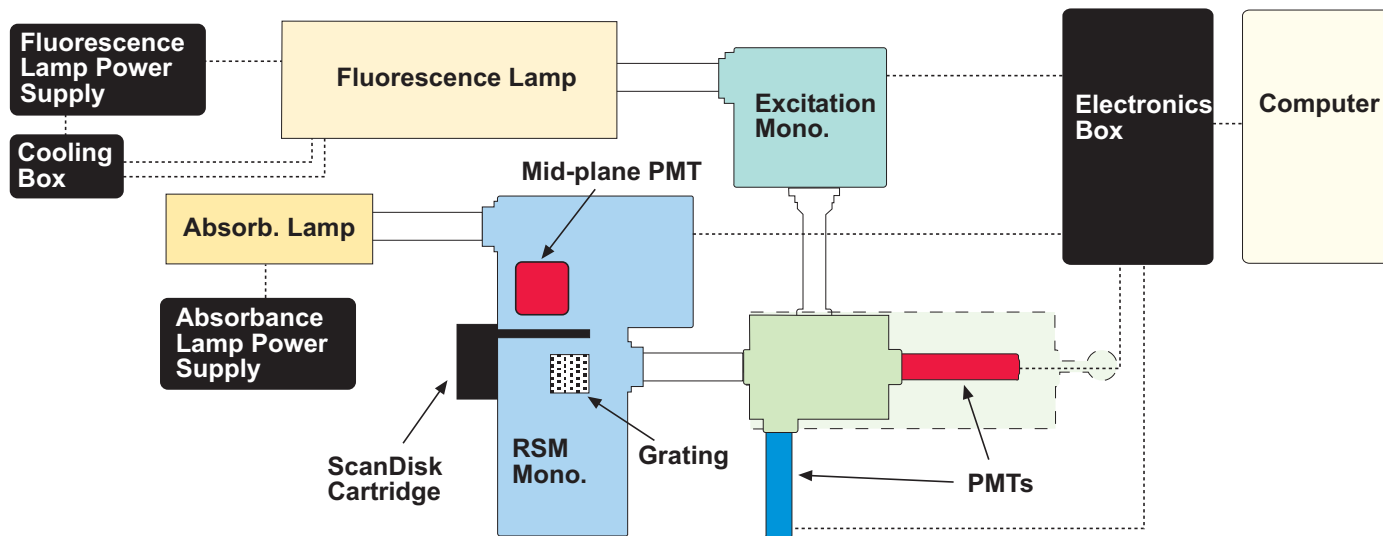 Fluorescence
Lamp Power
Supply
Fluorescence Lamp
Excitation
Mono.
Electronics
Box
Computer
Cooling
Box
Mid-plane PMT
Absorb. Lamp
Absorbance
Lamp Power
Supply
ScanDisk
Cartridge
RSM
Mono.
Grating
PMTs